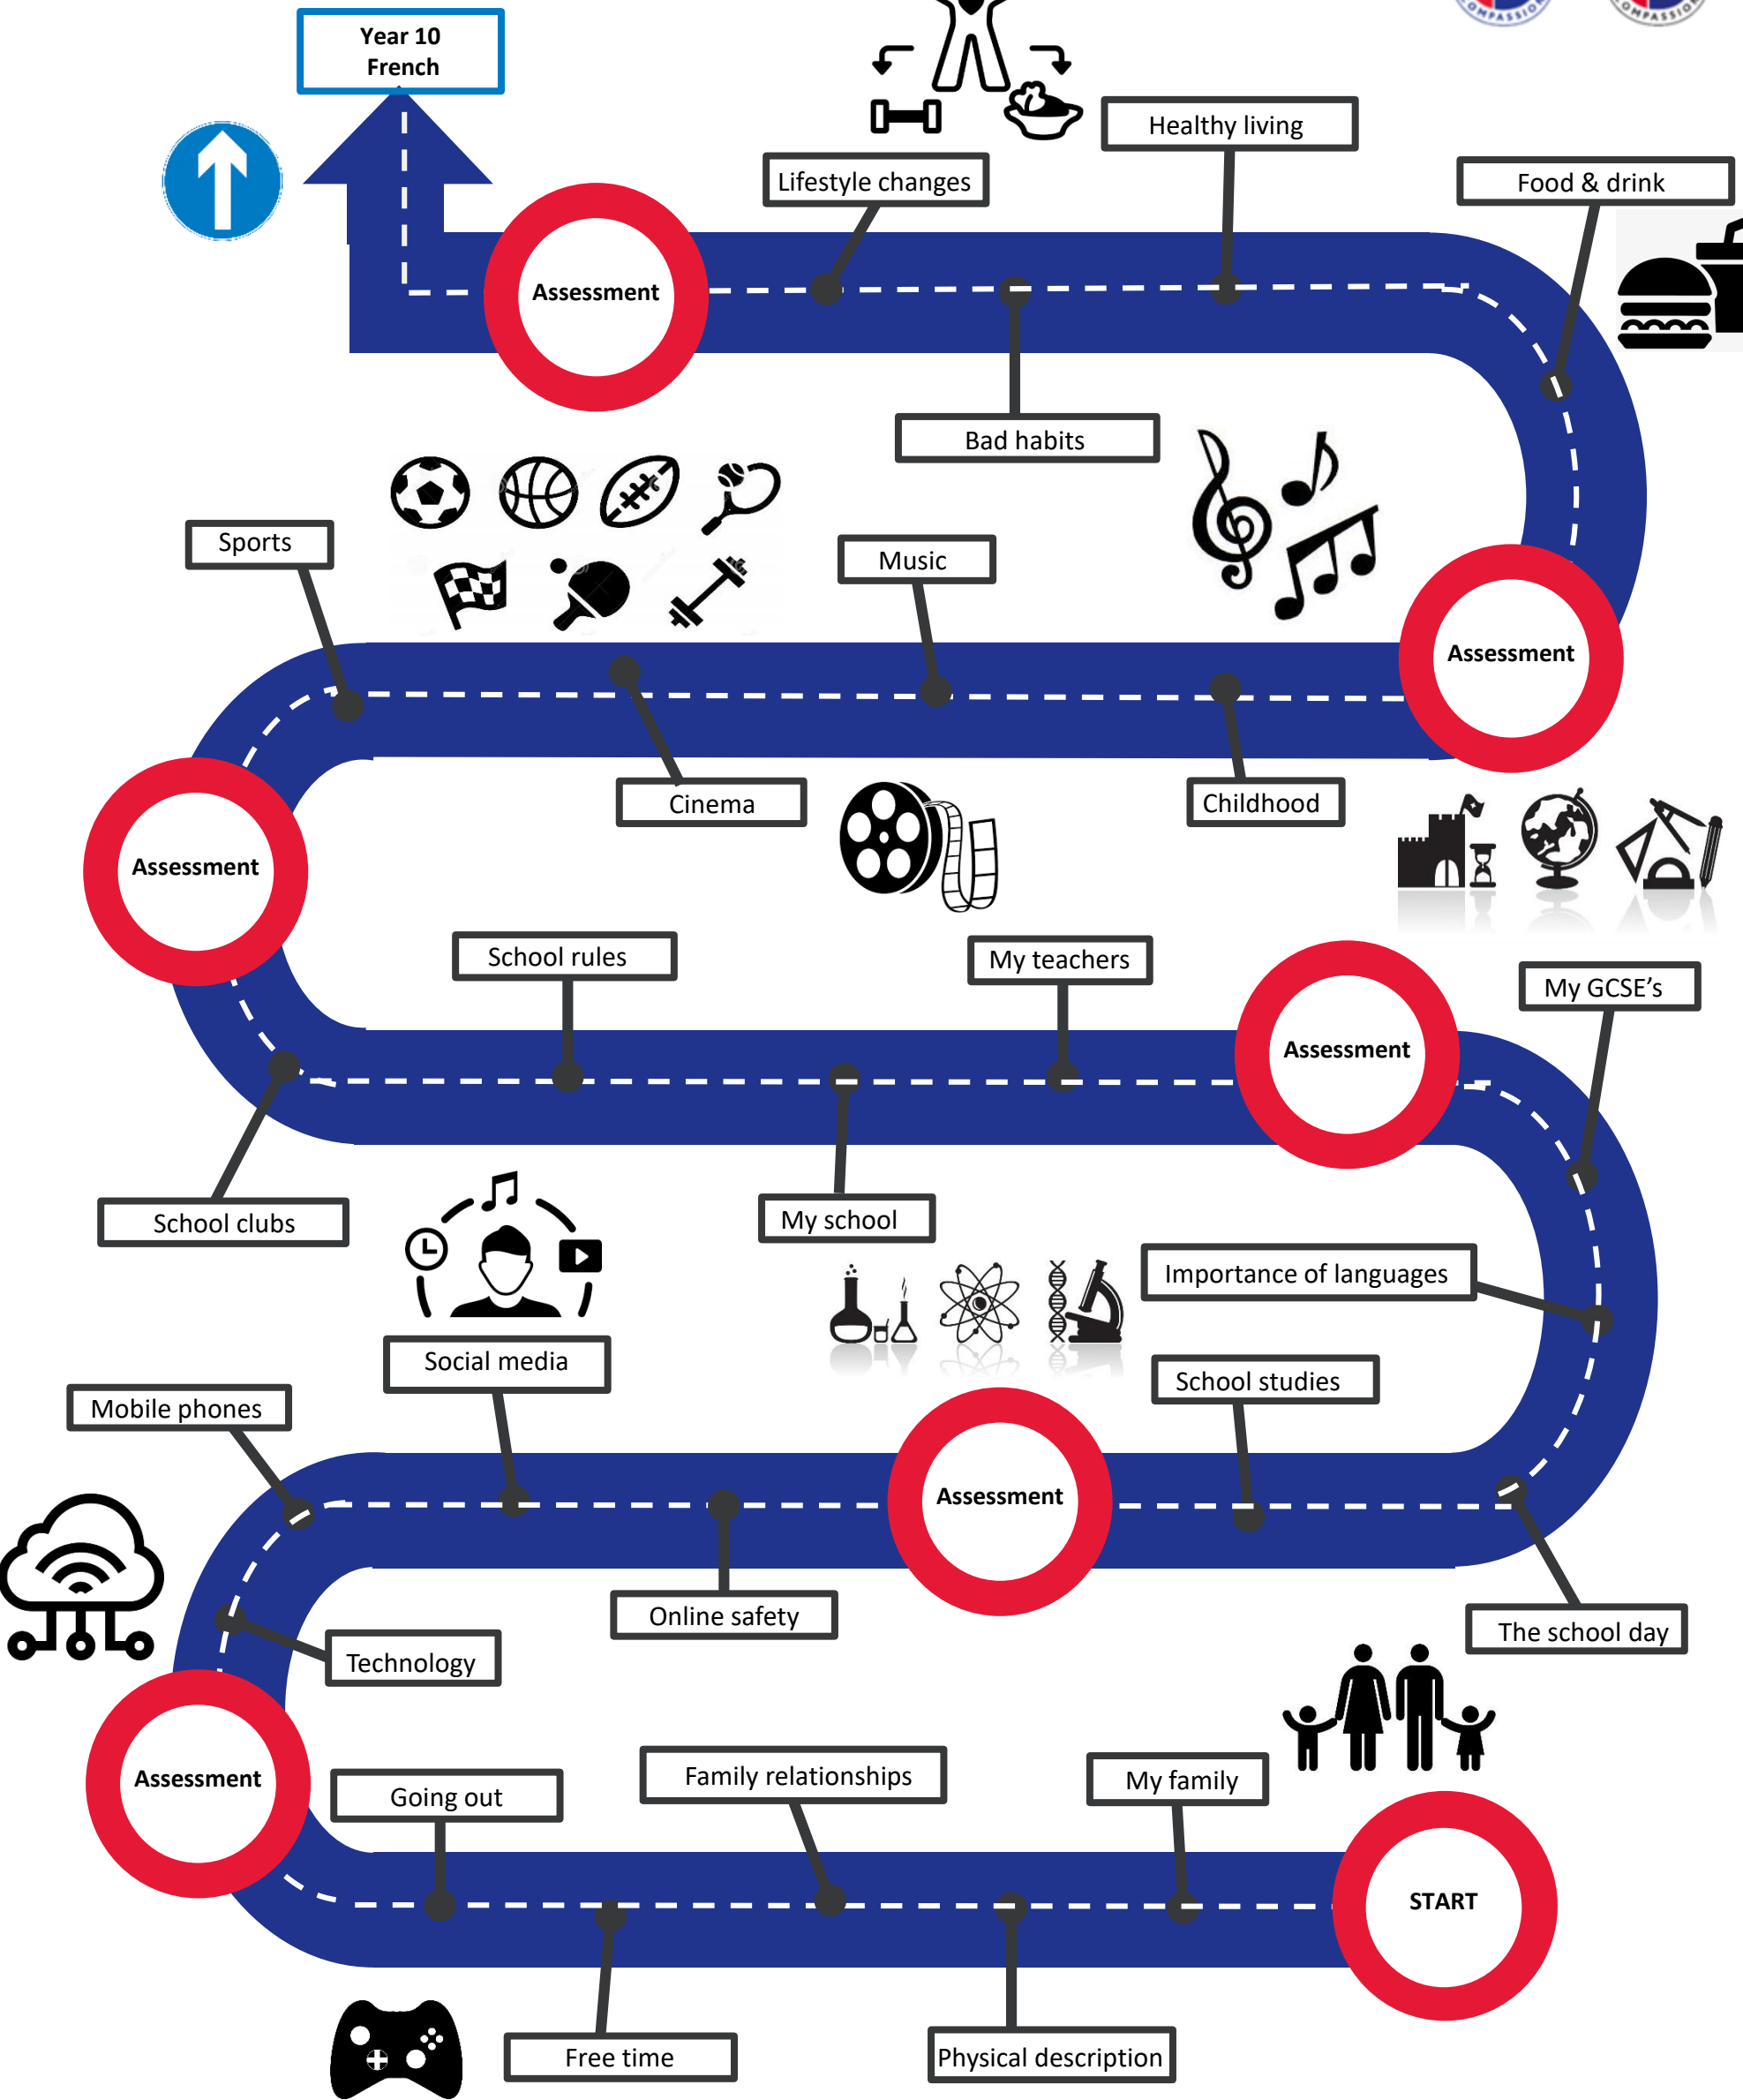 COMPASSION
COMPASSION
Year 10
French
Healthy living
Lifestyle changes
Food & drink
Assessment
Bad habits
Sports
Music
Assessment
Cinema
Childhood
Assessment
School rules
My teachers
My GCSE's
Assessment
School clubs
My school
Importance of languages
Social media
School studies
Mobile phones
Assessment
Online safety
The school day
Technology
Assessment
Going out
Family relationships
My family
START
Free time
Physical description